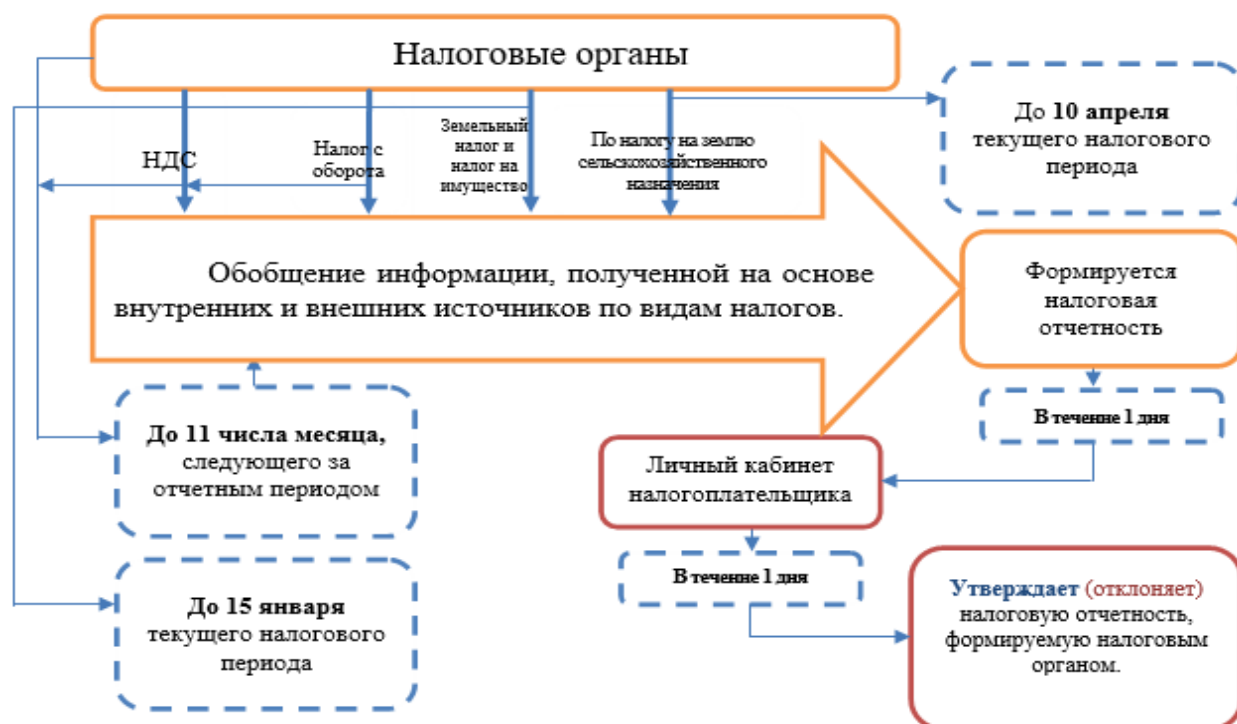 Налоговые органы
НДС
Налог с
оборота
Земельный
налог и
налог на
имущество
По налогу на землю
сельскохозяйственного
назначения
До 10 апреля
текущего налогового
периода
Обобщение информации, полученной на основе
внутренних и внешних источников по видам налогов.
Формируется
налоговая
отчетность
В течение 1 дня
До 11 числа месяца,
следующего за
отчетным периодом
Личный кабинет
налогоплательщика
В течение 1 дня
До 15 января
текущего налогового
периода
Утверждает (отклоняет)
налоговую отчетность,
формируемую налоговым
органом.